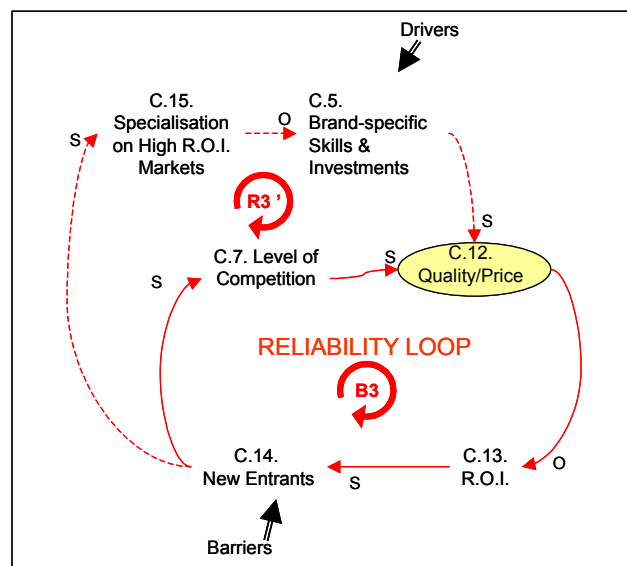 Drivers
C.15.
Specialisation
on High R.O.I.
Markets
S
O
C.5.
Brand-specific
Skills &
Investments
R3 '
S
C.7. Level of
Competition
S
S
C.12.
Quality/Price
RELIABILITY LOOP
B3
C.14.
New Entrants
S
C.13.
R.O.I.
O
Barriers